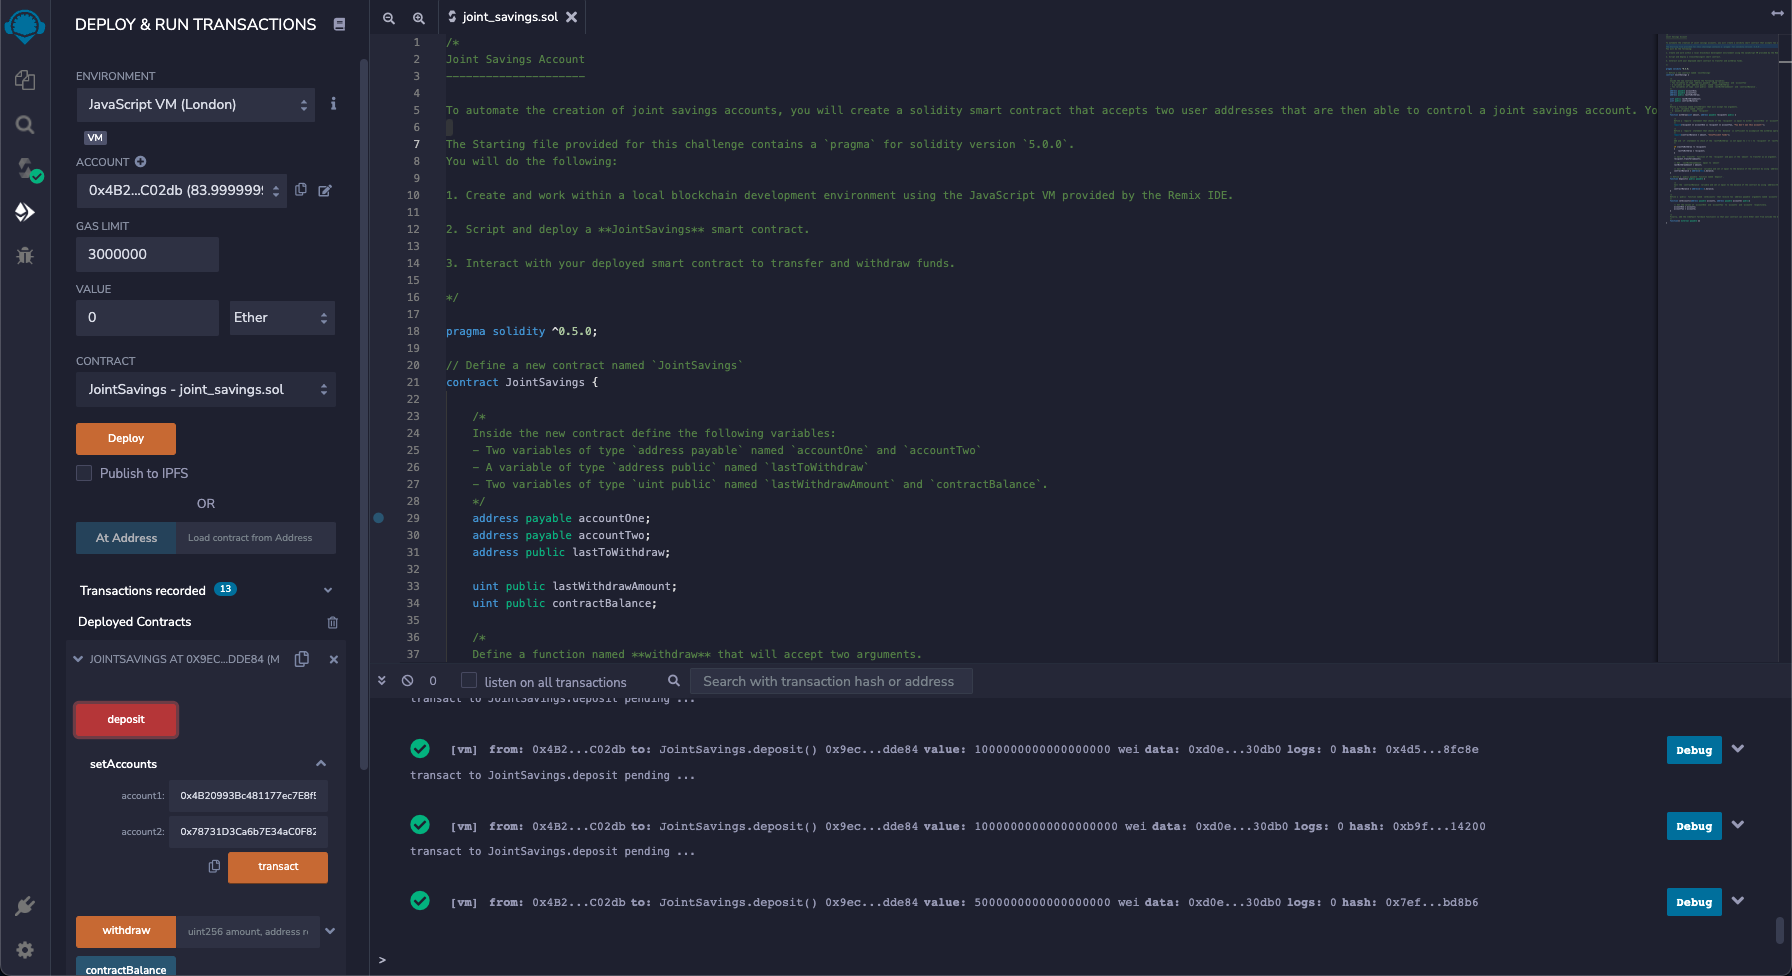 DEPLOY & RUN TRANSACTIONS
ENVIRONMENT
JavaScript VM (London)
VM
ACCOUNT
0x4B2...C02db (83.9999999
GAS LIMIT
3000000
VALUE
0
Ether
CONTRACT
JointSavings - joint_savings.sol
Deploy
Publish to IPFS
OR
At Address
Load contract from Address
Transactions recorded 13
Deployed Contracts
JOINTSAVINGS AT 0X9EC...DDE84 (M
deposit
setAccounts
account1: 0x4B20993Bc481177ec7E8f5
account2: 0x78731D3Ca6b7E34aC0F82
transact
withdraw
uint256 amount, address r
contractBalance
joint_savings.sol
1 /*
2 Joint Savings Account
3 ---------------------
4
5 To automate the creation of joint savings accounts, you will create a solidity smart contract that accepts two user addresses that are then able to control a joint savings account. Yo
6
7 The Starting file provided for this challenge contains a `pragma` for solidity version `5.0.0`.
8 You will do the following:
9
10 1. Create and work within a local blockchain development environment using the JavaScript VM provided by the Remix IDE.
11
12 2. Script and deploy a **JointSavings** smart contract.
13
14 3. Interact with your deployed smart contract to transfer and withdraw funds.
15
16 */
17
18 pragma solidity ^0.5.0;
19
20 // Define a new contract named `JointSavings`
21 contract JointSavings {
22
23 /*
24 Inside the new contract define the following variables:
25 - Two variables of type `address payable` named `accountOne` and `accountTwo`
26 - A variable of type `address public` named `lastToWithdraw`
27 - Two variables of type `uint public` named `lastWithdrawAmount` and `contractBalance`.
28 */
29 address payable accountOne;
30 address payable accountTwo;
31 address public lastToWithdraw;
32
33 uint public lastWithdrawAmount;
34 uint public contractBalance;
35
36 /*
37 Define a function named **withdraw** that will accept two arguments.
0
listen on all transactions
Search with transaction hash or address
transact to JointSavings.deposit pending ...
[vm] from: 0x4B2...C02db to: JointSavings.deposit() 0x9ec...dde84 value: 1000000000000000000 wei data: 0xd0e...30db0 logs: 0 hash: 0x4d5...8fc8e
Debug
transact to JointSavings.deposit pending ...
[vm] from: 0x4B2...C02db to: JointSavings.deposit() 0x9ec...dde84 value: 10000000000000000000 wei data: 0xd0e...30db0 logs: 0 hash: 0xb9f...14200
Debug
transact to JointSavings.deposit pending ...
[vm] from: 0x4B2...C02db to: JointSavings.deposit() 0x9ec...dde84 value: 5000000000000000000 wei data: 0xd0e...30db0 logs: 0 hash: 0x7ef...bd8b6
Debug
>